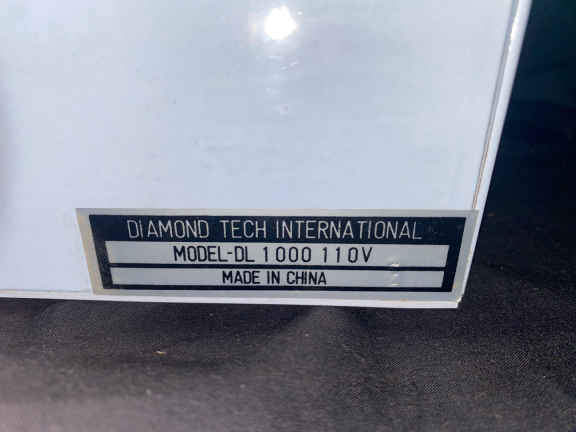 DIAMOND TECH INTERNATIONAL
MODEL-DL 1000 110V
MADE IN CHINA